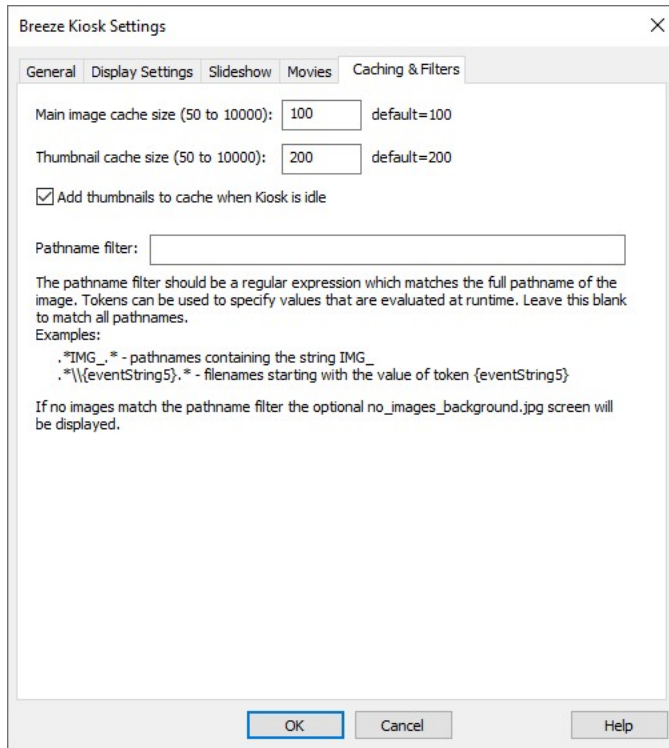 Breeze Kiosk Settings
General Display Settings Slideshow Movies Caching & Filters
Main image cache size (50 to 10000): 100 default=100
Thumbnail cache size (50 to 10000): 200 default=200
Add thumbnails to cache when Kiosk is idle
Pathname filter:
The pathname filter should be a regular expression which matches the full pathname of the
image. Tokens can be used to specify values that are evaluated at runtime. Leave this blank
to match all pathnames.
Examples:
.*IMG_.* - pathnames containing the string IMG_
.*\\{eventString5}.* - filenames starting with the value of token {eventString5}
If no images match the pathname filter the optional no_images_background.jpg screen will
be displayed.
OK Cancel Help